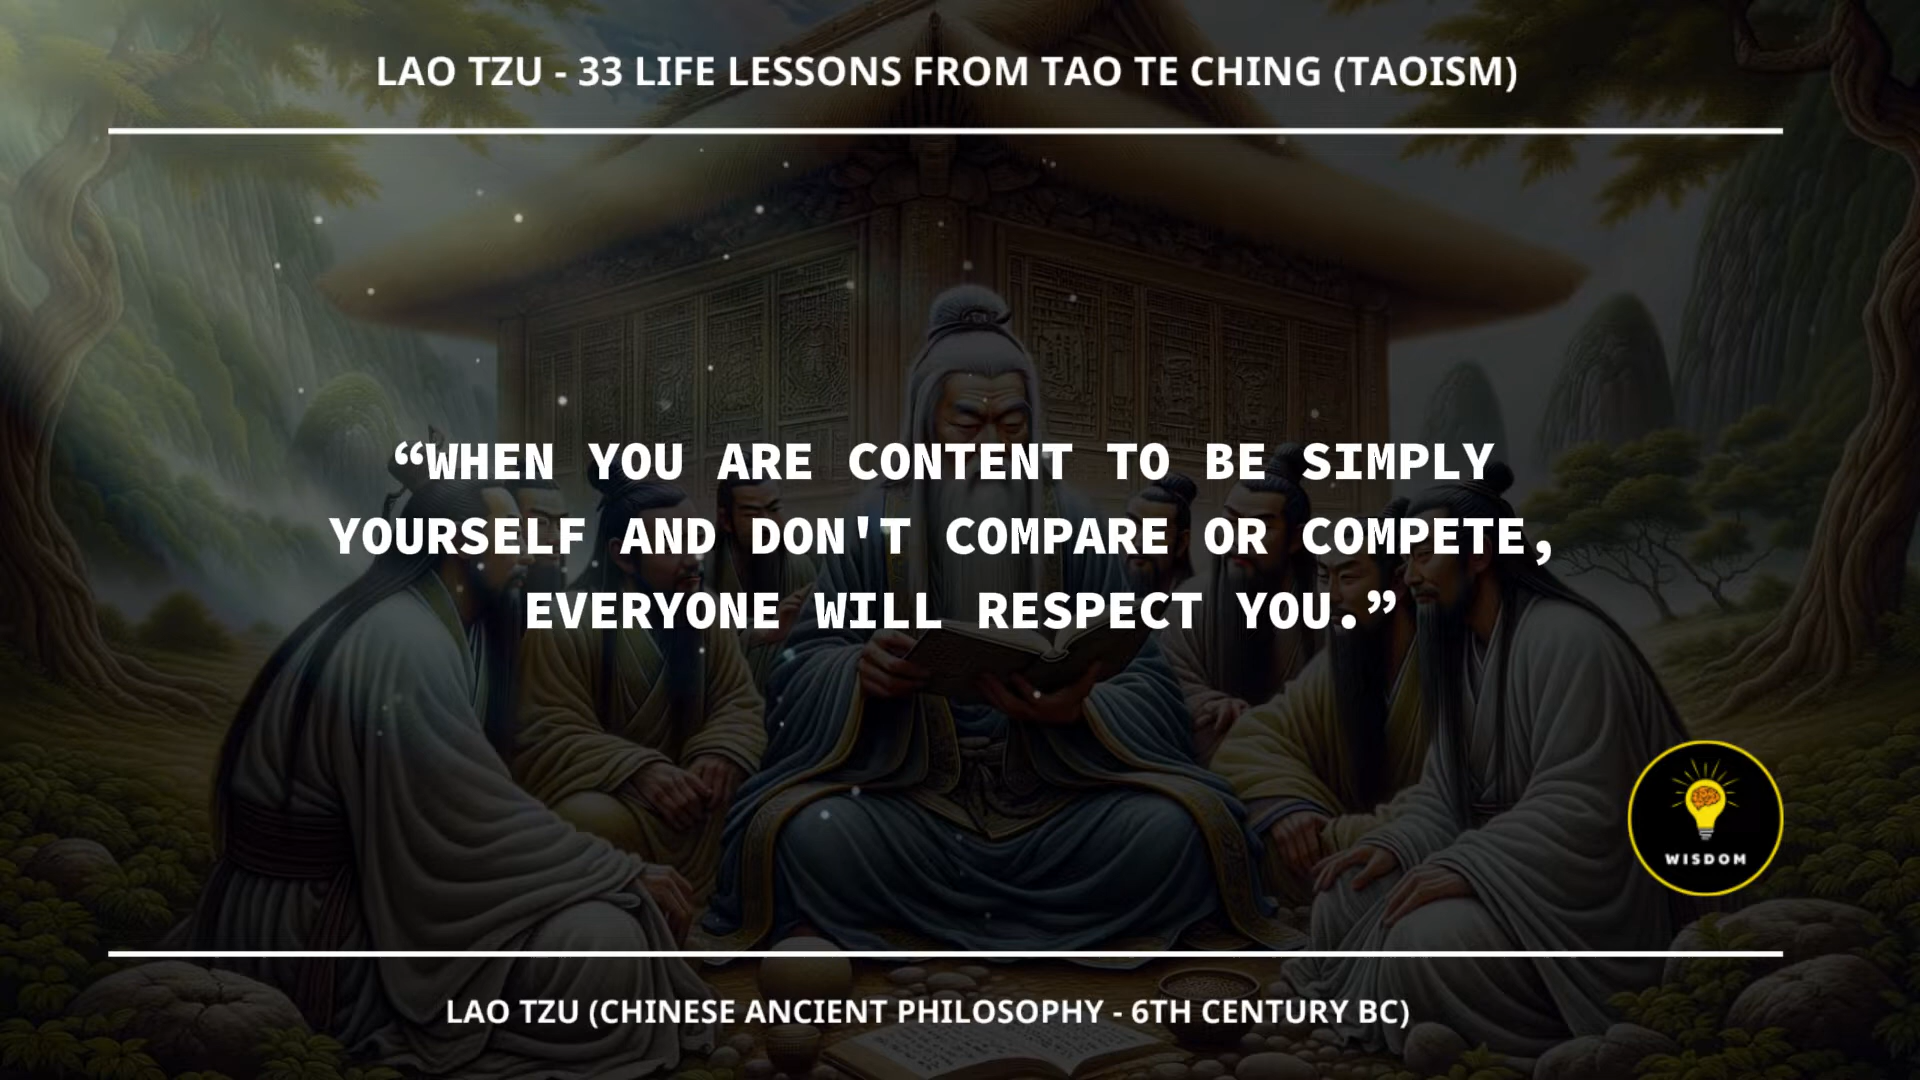 LAO TZU - 33 LIFE LESSONS FROM TAO TE CHING (TAOISM)
“WHEN YOU ARE CONTENT TO BE SIMPLY
YOURSELF AND DON'T COMPARE OR COMPETE,
EVERYONE WILL RESPECT YOU.”
WISDOM
LAO TZU (CHINESE ANCIENT PHILOSOPHY - 6TH CENTURY BC)